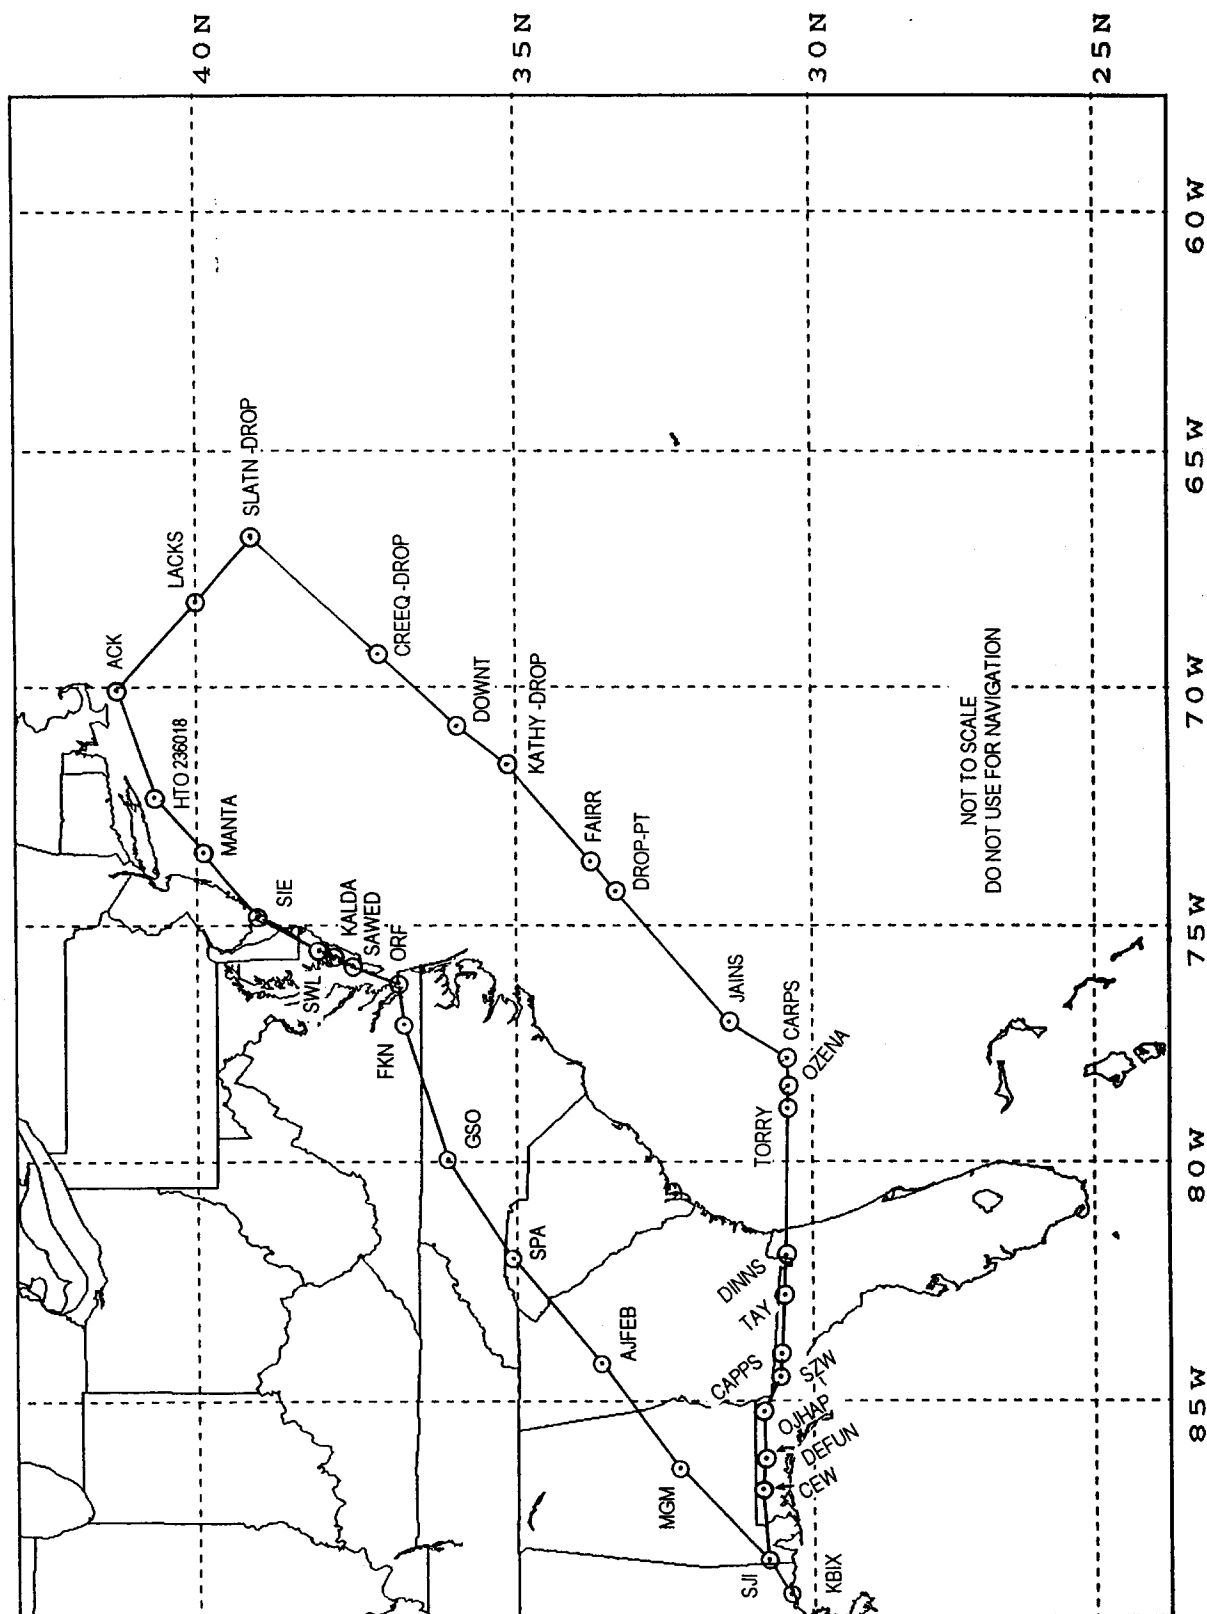 40N
35N
30N
25N
60W
65W
70W
75W
80W
85W
SLATN-DROP
LACKS
ACK
CREEQ-DROP
DOWNT
KATHY-DROP
HTO 236018
MANTA
FAIRR
DROP-PT
SIE
KALDA
SAWED
ORF
SWL
FKN
JAINS
CARPS
OZENA
TORRY
GSO
SPA
DINNS
TAY
AJFEB
CAPPS
SZW
OJHAP
DEFUN
CEW
MGM
SJI
KBIX
NOT TO SCALE
DO NOT USE FOR NAVIGATION